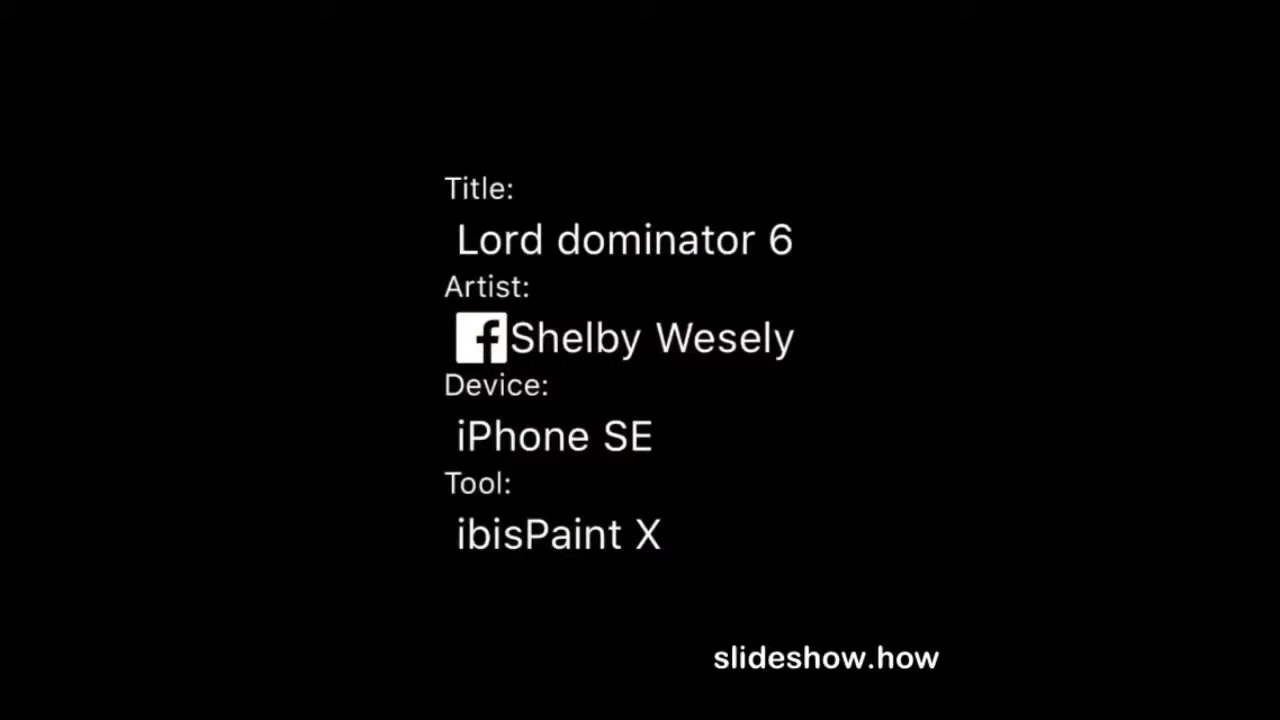 Title:
Lord dominator 6
Artist:
Shelby Wesely
Device:
iPhone SE
Tool:
ibisPaint X
slideshow.how